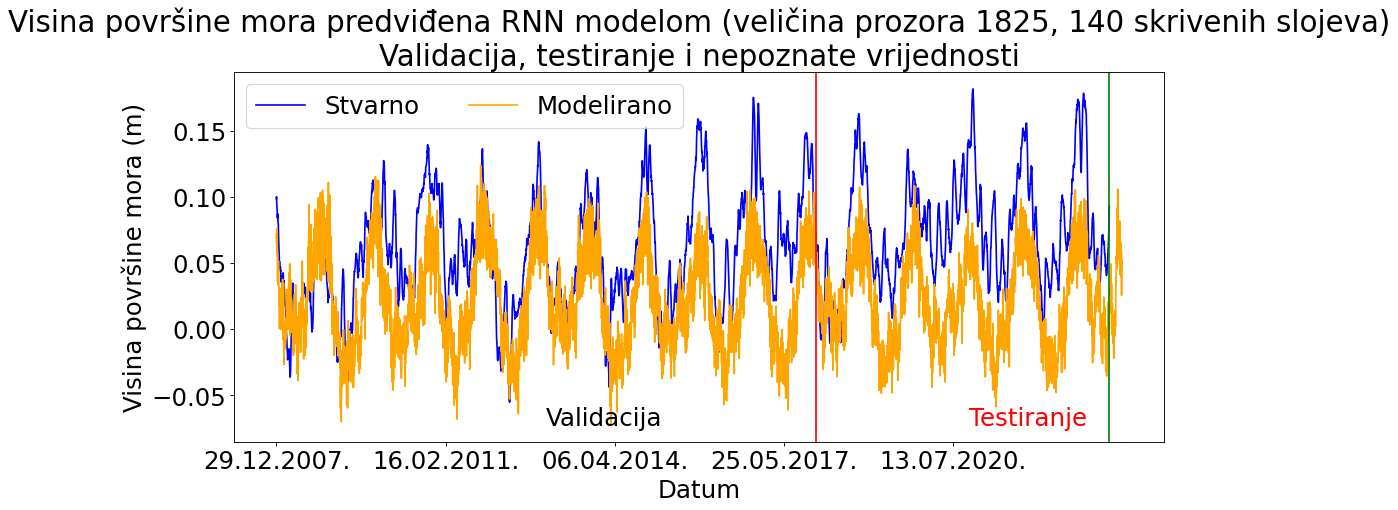 Visina površine mora predviđena RNN modelom (veličina prozora 1825, 140 skrivenih slojeva)
Validacija, testiranje i nepoznate vrijednosti
Stvarno Modelirano
Visina površine mora (m)
0.15
0.10
0.05
0.00
−0.05
Validacija Testiranje
29.12.2007. 16.02.2011. 06.04.2014. 25.05.2017. 13.07.2020.
Datum